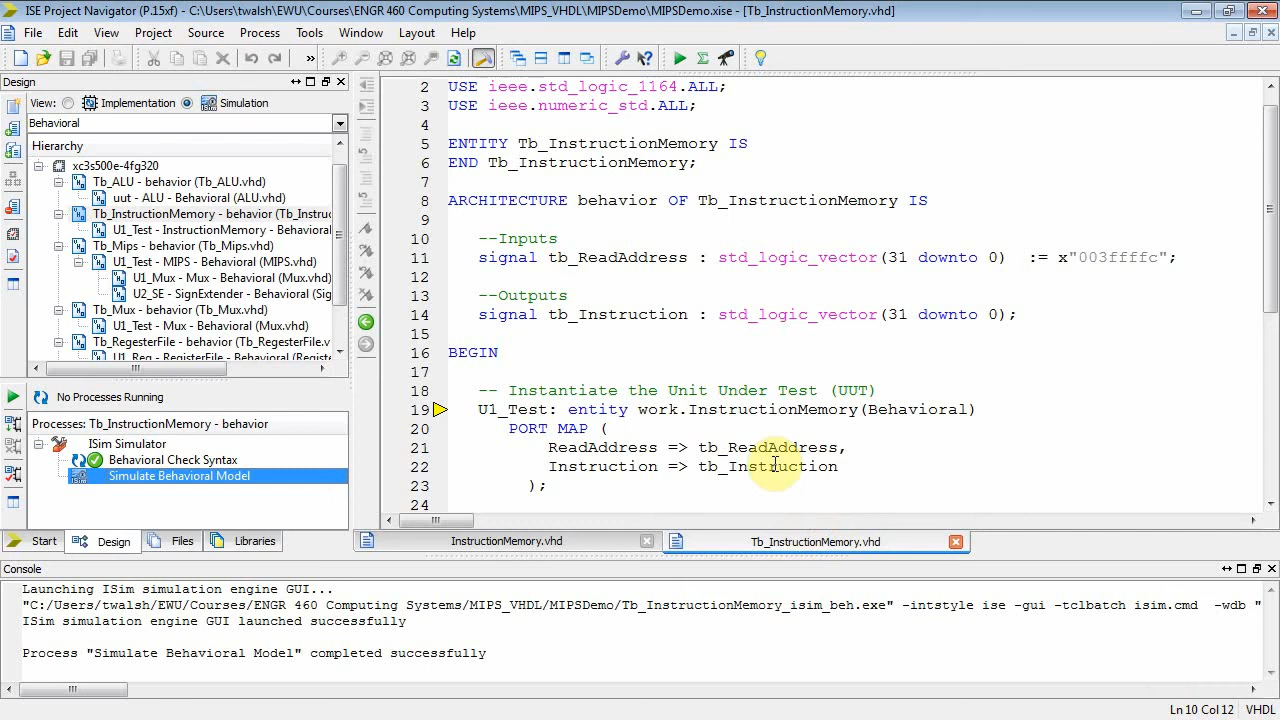 ISE Project Navigator (P.15xf) - C:\Users\twalsh\EWU\Courses\ENGR 460 Computing Systems\MIPS_VHDL\MIPSDemo\MIPSDemo.xise - [Tb_InstructionMemory.vhd]
File Edit View Project Source Process Tools Window Layout Help
Design
View: Implementation Simulation
Behavioral
Hierarchy
xc3s500e-4fg320
Tb_ALU - behavior (Tb_ALU.vhd)
uut - ALU - Behavioral (ALU.vhd)
Tb_InstructionMemory - behavior (Tb_Instruc
U1_Test - InstructionMemory - Behavioral
Tb_Mips - behavior (Tb_Mips.vhd)
U1_Test - MIPS - Behavioral (MIPS.vhd)
U1_Mux - Mux - Behavioral (Mux.vhd)
U2_SE - SignExtender - Behavioral (Sig
Tb_Mux - behavior (Tb_Mux.vhd)
U1_Test - Mux - Behavioral (Mux.vhd)
Tb_RegesterFile - behavior (Tb_RegesterFile.v
U1_Reg - RegisterFile - Behavioral (Registe
No Processes Running
Processes: Tb_InstructionMemory - behavior
ISim Simulator
Behavioral Check Syntax
Simulate Behavioral Model
Start Design Files Libraries
2 USE ieee.std_logic_1164.ALL;
3 USE ieee.numeric_std.ALL;
4
5 ENTITY Tb_InstructionMemory IS
6 END Tb_InstructionMemory;
7
8 ARCHITECTURE behavior OF Tb_InstructionMemory IS
9
10 --Inputs
11 signal tb_ReadAddress : std_logic_vector(31 downto 0) := x"003ffffc";
12
13 --Outputs
14 signal tb_Instruction : std_logic_vector(31 downto 0);
15
16 BEGIN
17
18 -- Instantiate the Unit Under Test (UUT)
19 U1_Test: entity work.InstructionMemory(Behavioral)
20 PORT MAP (
21 ReadAddress => tb_ReadAddress,
22 Instruction => tb_Instruction
23 );
24
InstructionMemory.vhd Tb_InstructionMemory.vhd
Console
Launching ISim simulation engine GUI...
"C:/Users/twalsh/EWU/Courses/ENGR 460 Computing Systems/MIPS_VHDL/MIPSDemo/Tb_InstructionMemory_isim_beh.exe" -intstyle ise -gui -tclbatch isim.cmd -wdb "
ISim simulation engine GUI launched successfully
Process "Simulate Behavioral Model" completed successfully
Ln 10 Col 12 VHDL